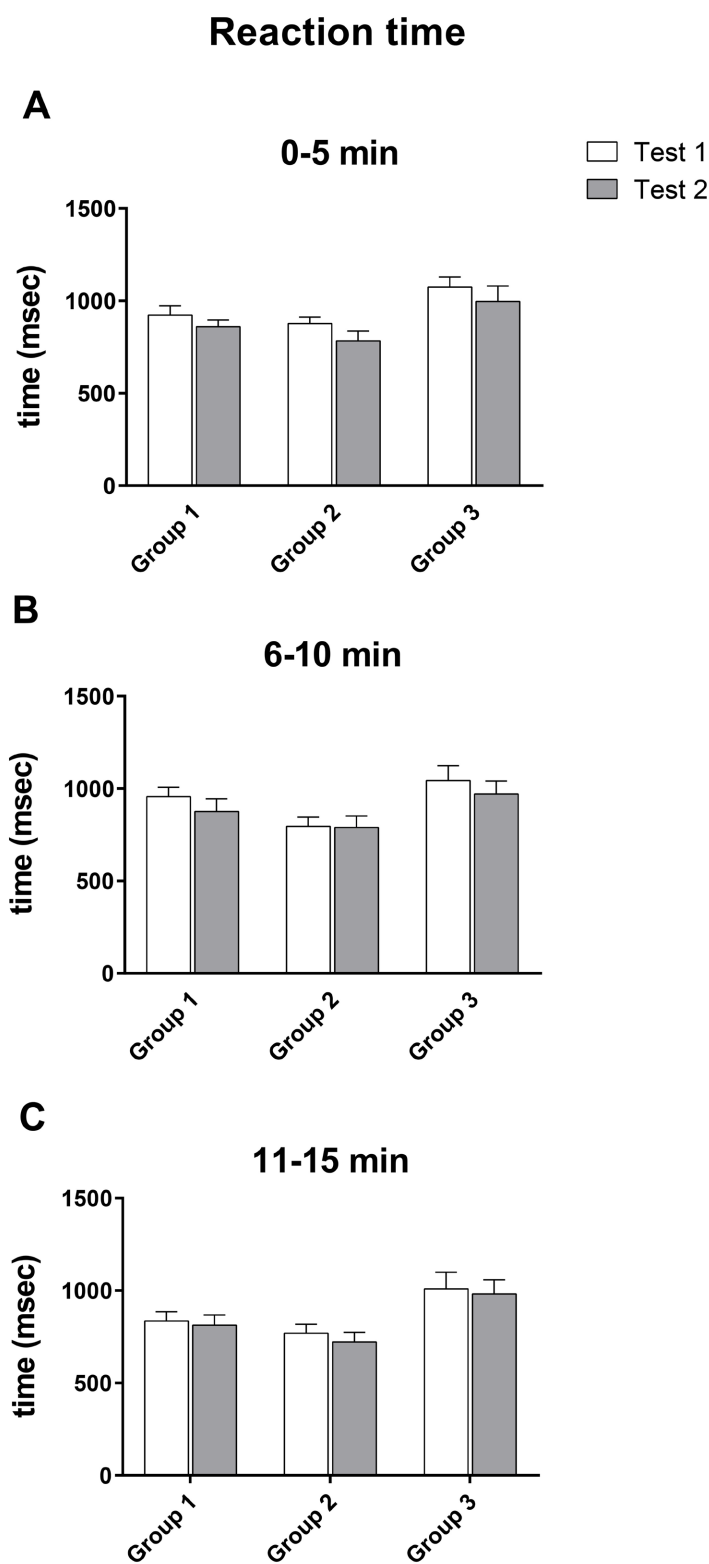 Reaction time
A
0-5 min
Test 1
Test 2
time (msec)
1500
1000
500
0
Group 1
Group 2
Group 3
B
6-10 min
time (msec)
1500
1000
500
0
Group 1
Group 2
Group 3
C
11-15 min
time (msec)
1500
1000
500
0
Group 1
Group 2
Group 3